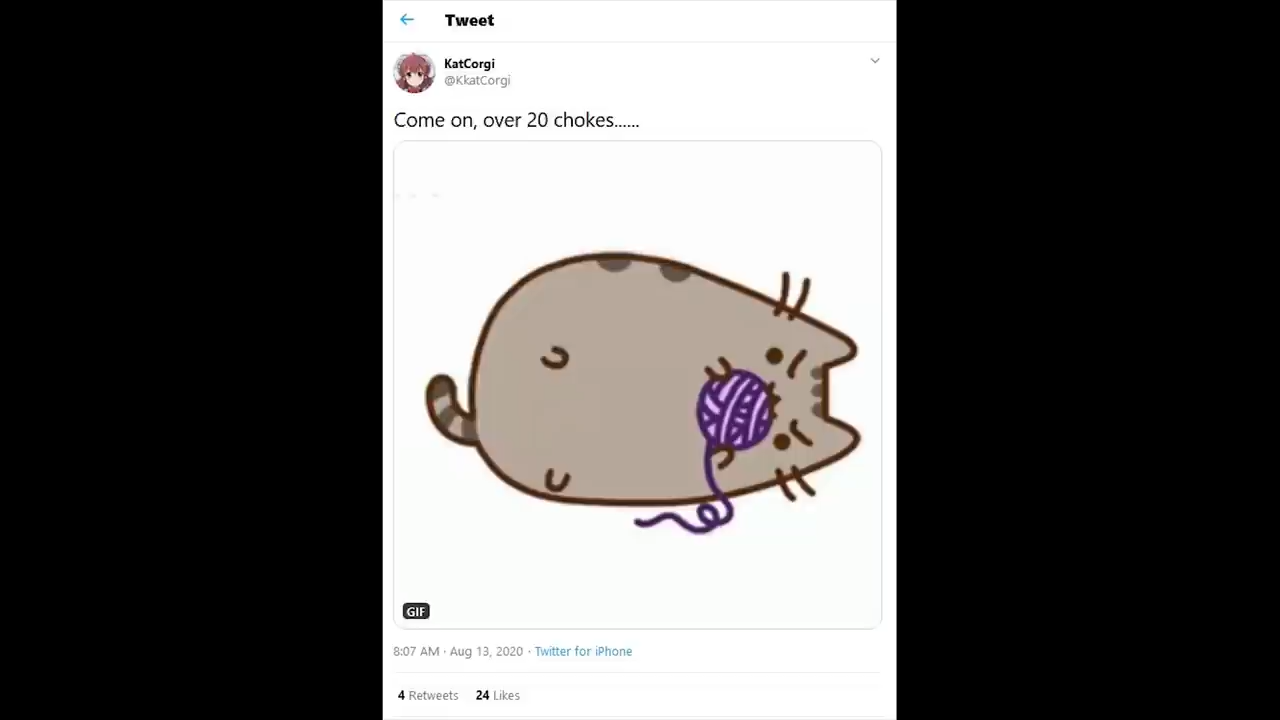 Tweet
KatCorgi
@KkatCorgi
Come on, over 20 chokes......
GIF
8:07 AM · Aug 13, 2020 · Twitter for iPhone
4 Retweets 24 Likes